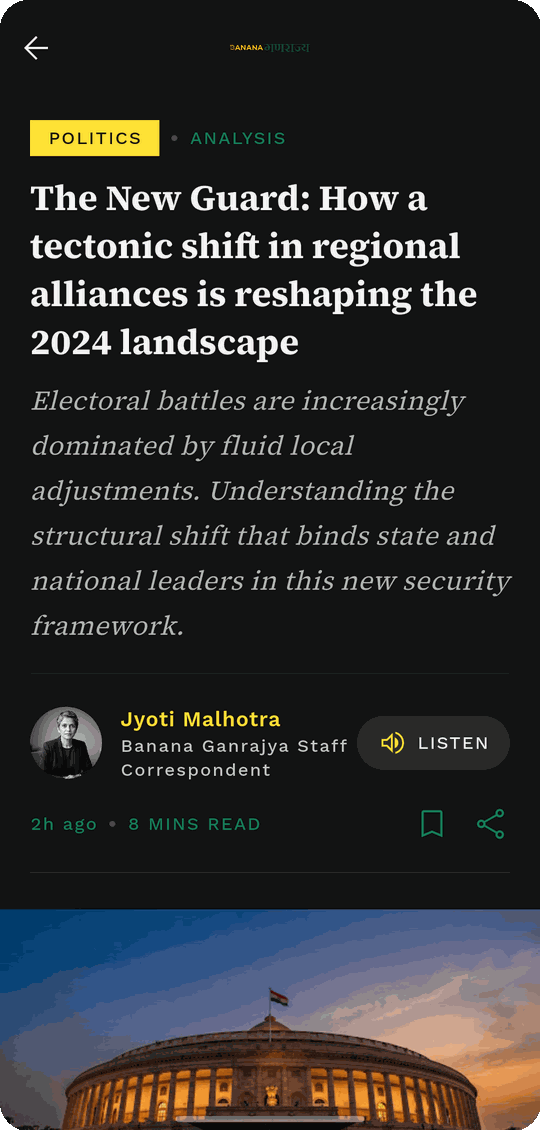 BANANA
POLITICS • ANALYSIS
The New Guard: How a
tectonic shift in regional
alliances is reshaping the
2024 landscape
Electoral battles are increasingly
dominated by fluid local
adjustments. Understanding the
structural shift that binds state and
national leaders in this new security
framework.
Jyoti Malhotra
Banana Ganrajya Staff
Correspondent
LISTEN
2h ago • 8 MINS READ